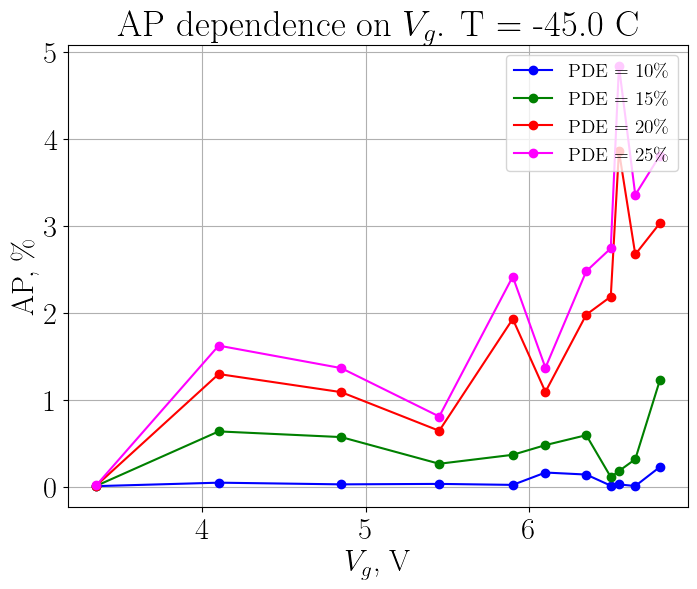 AP dependence on V_g. T = -45.0 C
PDE = 10%
PDE = 15%
PDE = 20%
PDE = 25%
AP, %
5
4
3
2
1
0
4 5 6
V_g, V